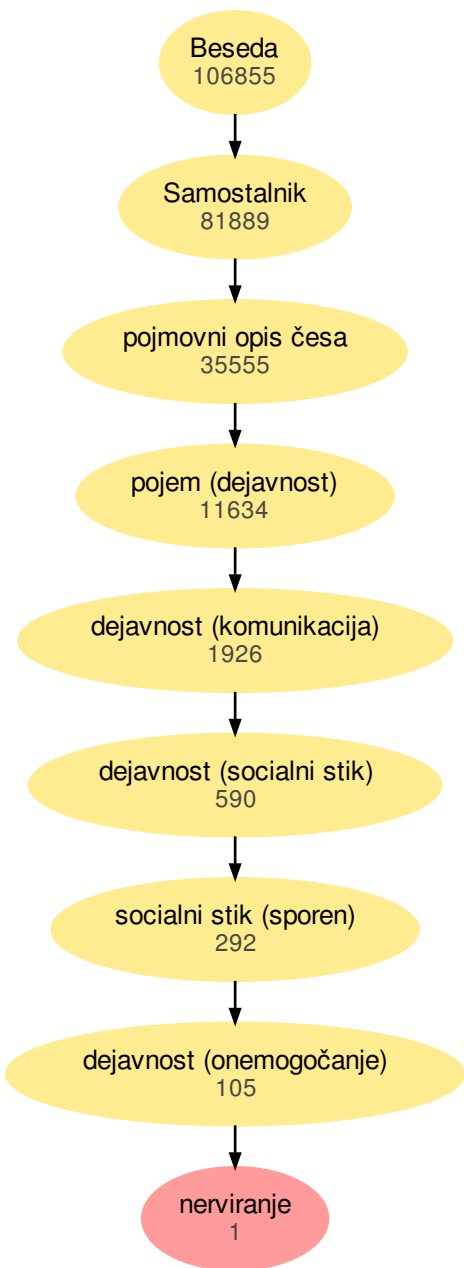 Beseda
106855
Samostalnik
81889
pojmovni opis česa
35555
pojem (dejavnost)
11634
dejavnost (komunikacija)
1926
dejavnost (socialni stik)
590
socialni stik (sporen)
292
dejavnost (onemogočanje)
105
nerviranje
1